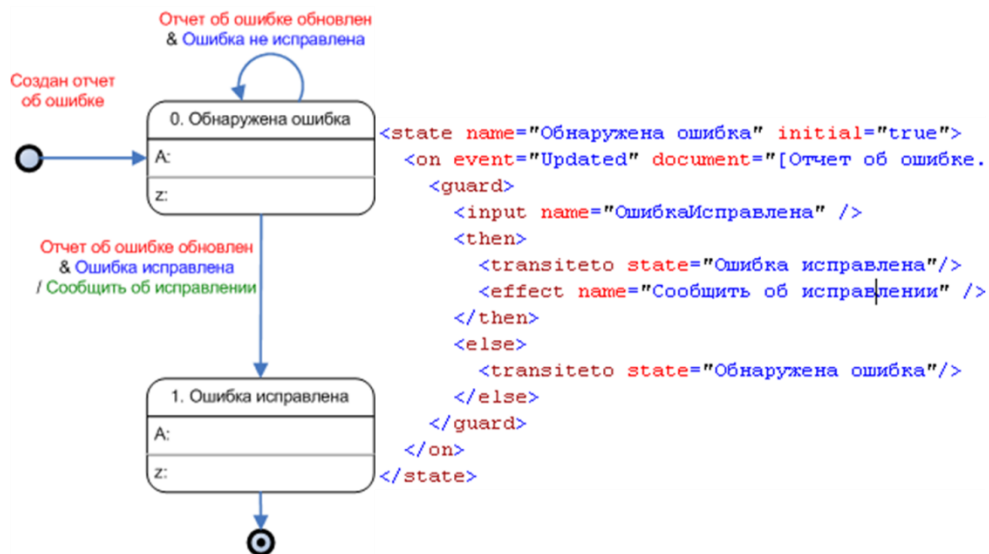 Отчет об ошибке обновлен
& Ошибка не исправлена
Создан отчет
об ошибке
0. Обнаружена ошибка
A:
z:
Отчет об ошибке обновлен
& Ошибка исправлена
/ Сообщить об исправлении
1. Ошибка исправлена
A:
z:
<state name="Обнаружена ошибка" initial="true">
<on event="Updated" document="[Отчет об ошибке.
<guard>
<input name="ОшибкаИсправлена" />
<then>
<transiteto state="Ошибка исправлена"/>
<effect name="Сообщить об исправлении" />
</then>
<else>
<transiteto state="Обнаружена ошибка"/>
</else>
</guard>
</on>
</state>